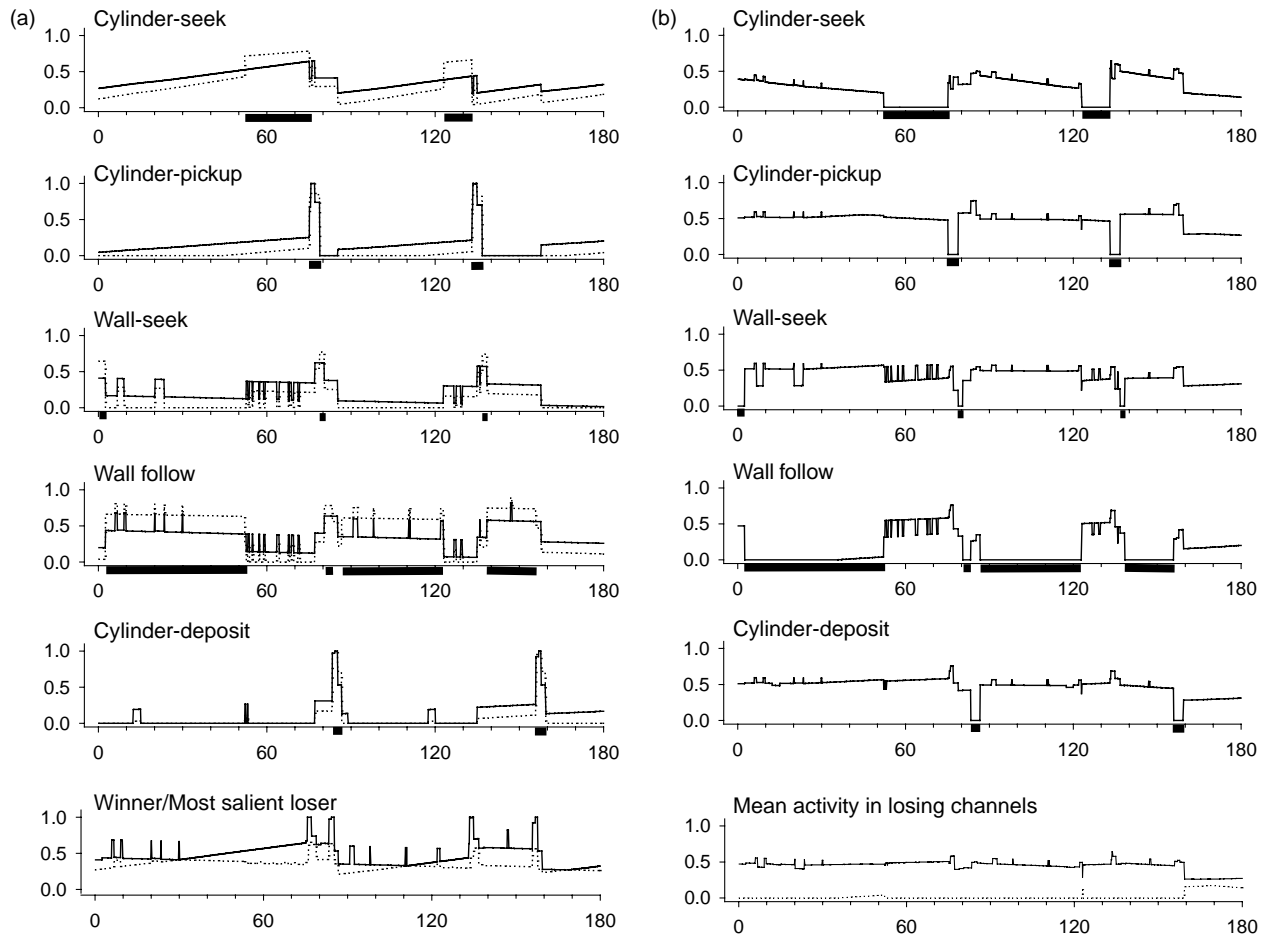 (a)
Cylinder-seek
1.0
0.5
0.0
0 60 120 180
Cylinder-pickup
1.0
0.5
0.0
0 60 120 180
Wall-seek
1.0
0.5
0.0
0 60 120 180
Wall follow
1.0
0.5
0.0
0 60 120 180
Cylinder-deposit
1.0
0.5
0.0
0 60 120 180
Winner/Most salient loser
1.0
0.5
0.0
0 60 120 180
(b)
Cylinder-seek
1.0
0.5
0.0
0 60 120 180
Cylinder-pickup
1.0
0.5
0.0
0 60 120 180
Wall-seek
1.0
0.5
0.0
0 60 120 180
Wall follow
1.0
0.5
0.0
0 60 120 180
Cylinder-deposit
1.0
0.5
0.0
0 60 120 180
Mean activity in losing channels
1.0
0.5
0.0
0 60 120 180